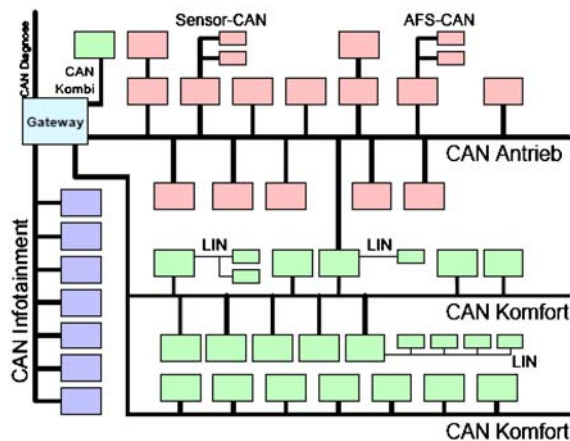 CAN Diagnose
Sensor-CAN
AFS-CAN
CAN
Kombi
Gateway
CAN Antrieb
CAN Infotainment
LIN
LIN
CAN Komfort
LIN
CAN Komfort